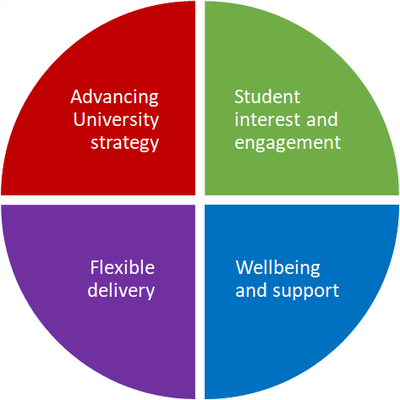 Advancing
University
strategy
Student
interest and
engagement
Flexible
delivery
Wellbeing
and support